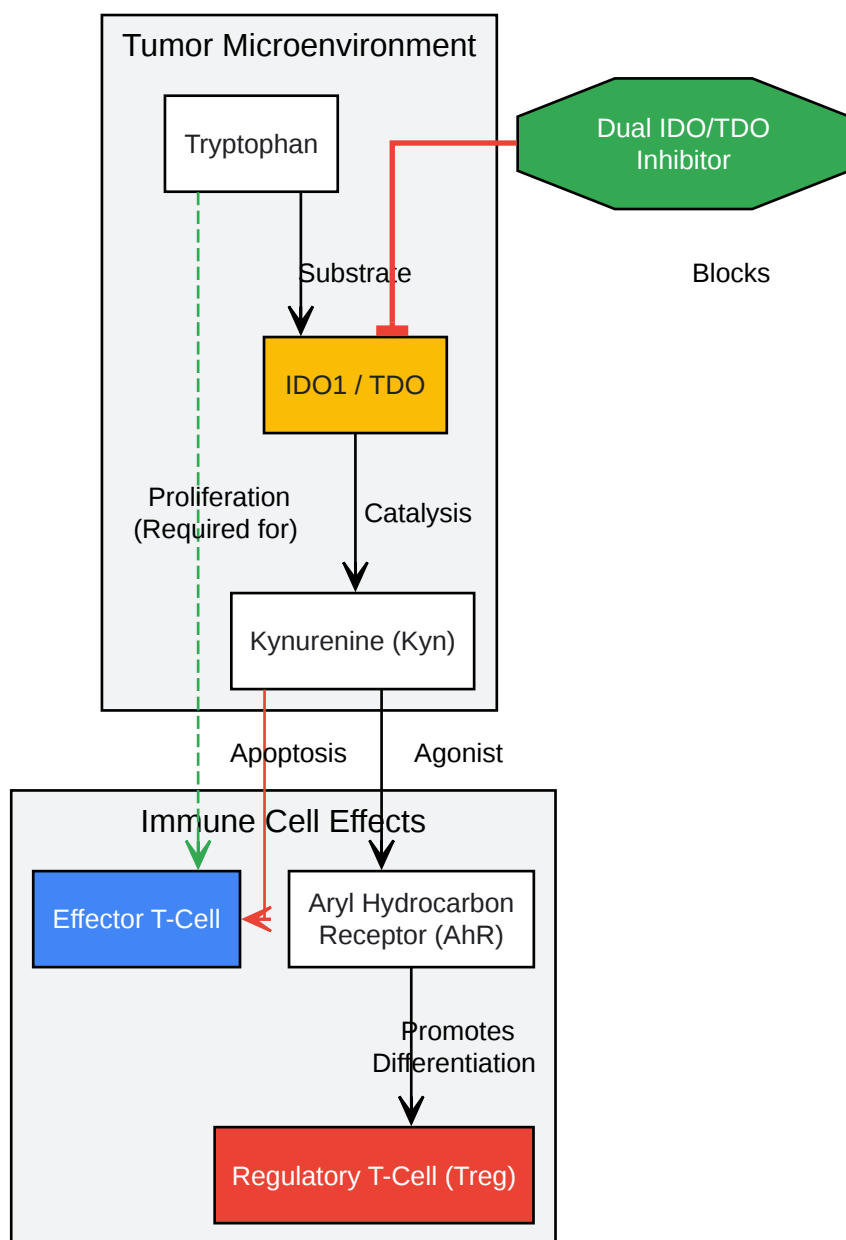 Tumor Microenvironment
Tryptophan
Dual IDO/TDO
Inhibitor
Substrate
Blocks
IDO1 / TDO
Proliferation
(Required for)
Catalysis
Kynurenine (Kyn)
Apoptosis
Agonist
Immune Cell Effects
Effector T-Cell
Aryl Hydrocarbon
Receptor (AhR)
Promotes
Differentiation
Regulatory T-Cell (Treg)